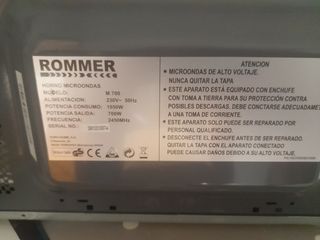 ROMMER
HORNO MICROONDAS
MODELO: M 700
ALIMENTACION: 230V~ 50Hz
POTENCIA CONSUMO: 1050W
POTENCIA SALIDA: 700W
FRECUENCIA: 2450MHz
SERIAL NO.:
ATENCION
• MICROONDAS DE ALTO VOLTAJE.
NUNCA QUITAR LA TAPA
• ESTE APARATO ESTÁ EQUIPADO CON ENCHUFE
CON TOMA A TIERRA PARA SU PROTECCIÓN CONTRA
POSIBLES DESCARGAS. DEBE CONECTARSE DIRECTAMENTE
A UNA TOMA DE CORRIENTE.
• ESTE APARATO SOLO PUEDE SER REPARADO POR
PERSONAL QUALIFICADO.
• DESCONECTE EL ENCHUFE ANTES DE SER REPARADO.
QUITAR LA TAPA CON EL MICROONDAS CONECTADO
PUEDE CAUSAR DAÑOS DEBIDO A SU ALTO VOLTAJE.